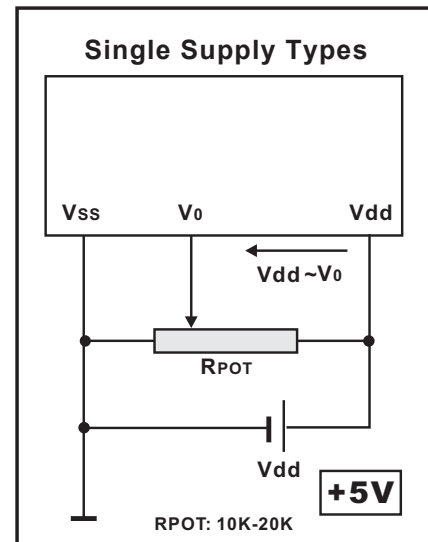 Single Supply Types
Vss V0 Vdd
Vdd ~V0
RPOT
Vdd
+5V
RPOT: 10K-20K